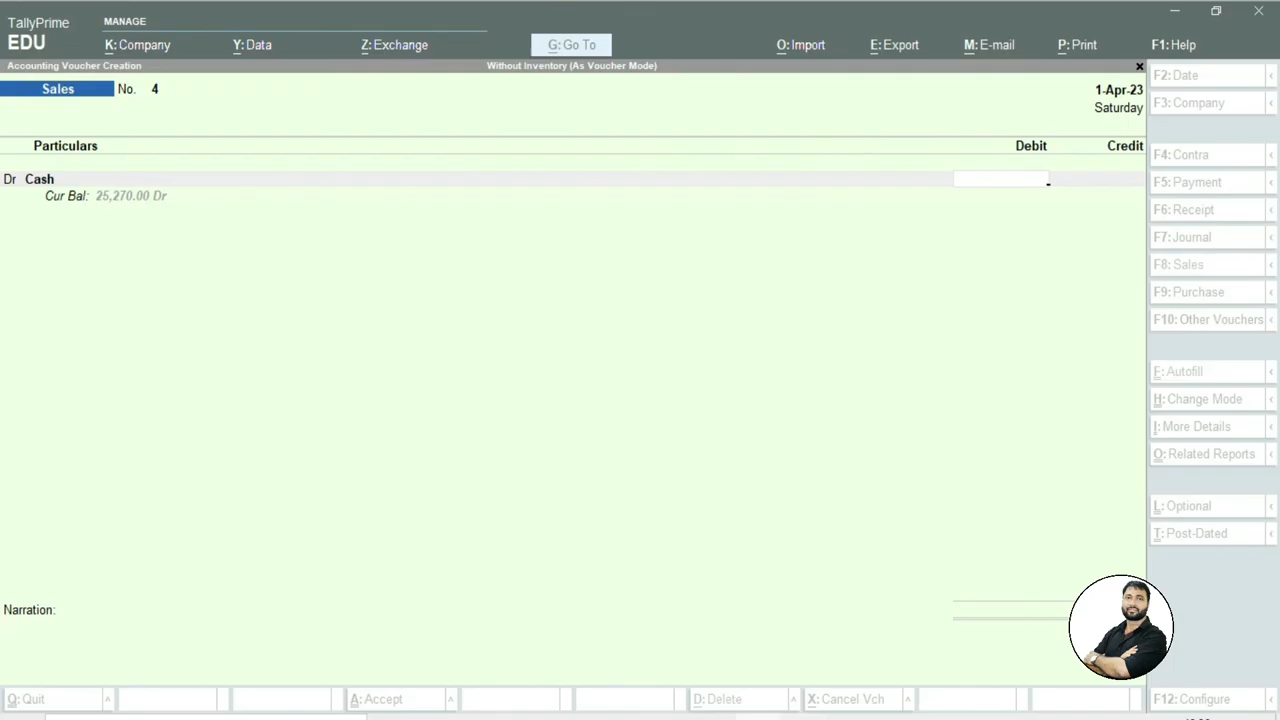 TallyPrime
EDU
MANAGE
K: Company
Y: Data
Z: Exchange
G: Go To
O: Import
E: Export
M: E-mail
P: Print
F1: Help
Accounting Voucher Creation
Without Inventory (As Voucher Mode)
×
Sales
No. 4
1-Apr-23
Saturday
Particulars
Debit
Credit
Dr Cash
Cur Bal: 25,270.00 Dr
Narration:
F2: Date
F3: Company
F4: Contra
F5: Payment
F6: Receipt
F7: Journal
F8: Sales
F9: Purchase
F10: Other Vouchers
F: Autofill
H: Change Mode
I: More Details
O: Related Reports
L: Optional
T: Post-Dated
Q: Quit
A: Accept
D: Delete
X: Cancel Vch
F12: Configure